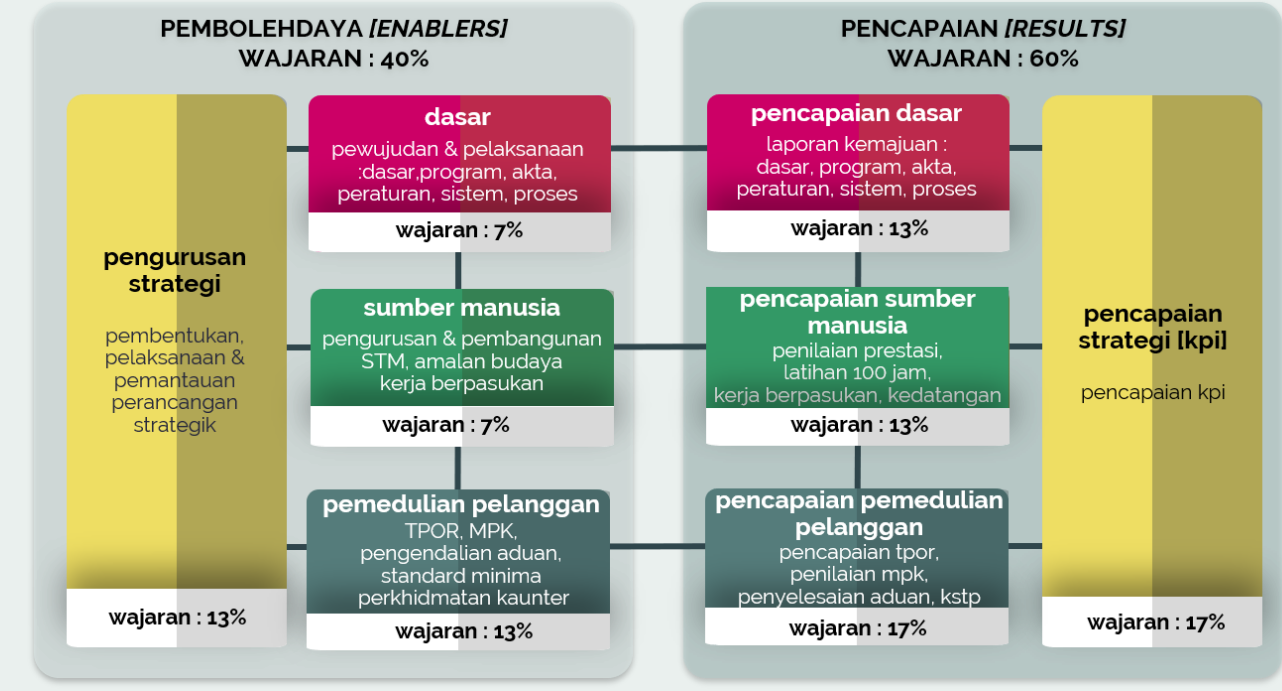 PEMBOLEHDAYA [ENABLERS]
WAJARAN : 40%
pengurusan
strategi
pembentukan,
pelaksanaan &
pemantauan
perancangan
strategik
wajaran : 13%
dasar
pewujudan & pelaksanaan
:dasar,program, akta,
peraturan, sistem, proses
wajaran : 7%
sumber manusia
pengurusan & pembangunan
STM, amalan budaya
kerja berpasukan
wajaran : 7%
pemedulian pelanggan
TPOR, MPK,
pengendalian aduan,
standard minima
perkhidmatan kaunter
wajaran : 13%
PENCAPAIAN [RESULTS]
WAJARAN : 60%
pencapaian dasar
laporan kemajuan :
dasar, program, akta,
peraturan, sistem, proses
wajaran : 13%
pencapaian sumber
manusia
penilaian prestasi,
latihan 100 jam,
kerja berpasukan, kedatangan
wajaran : 13%
pencapaian pemedulian
pelanggan
pencapaian tpor,
penilaian mpk,
penyelesaian aduan, kstp
wajaran : 17%
pencapaian
strategi [kpi]
pencapaian kpi
wajaran : 17%